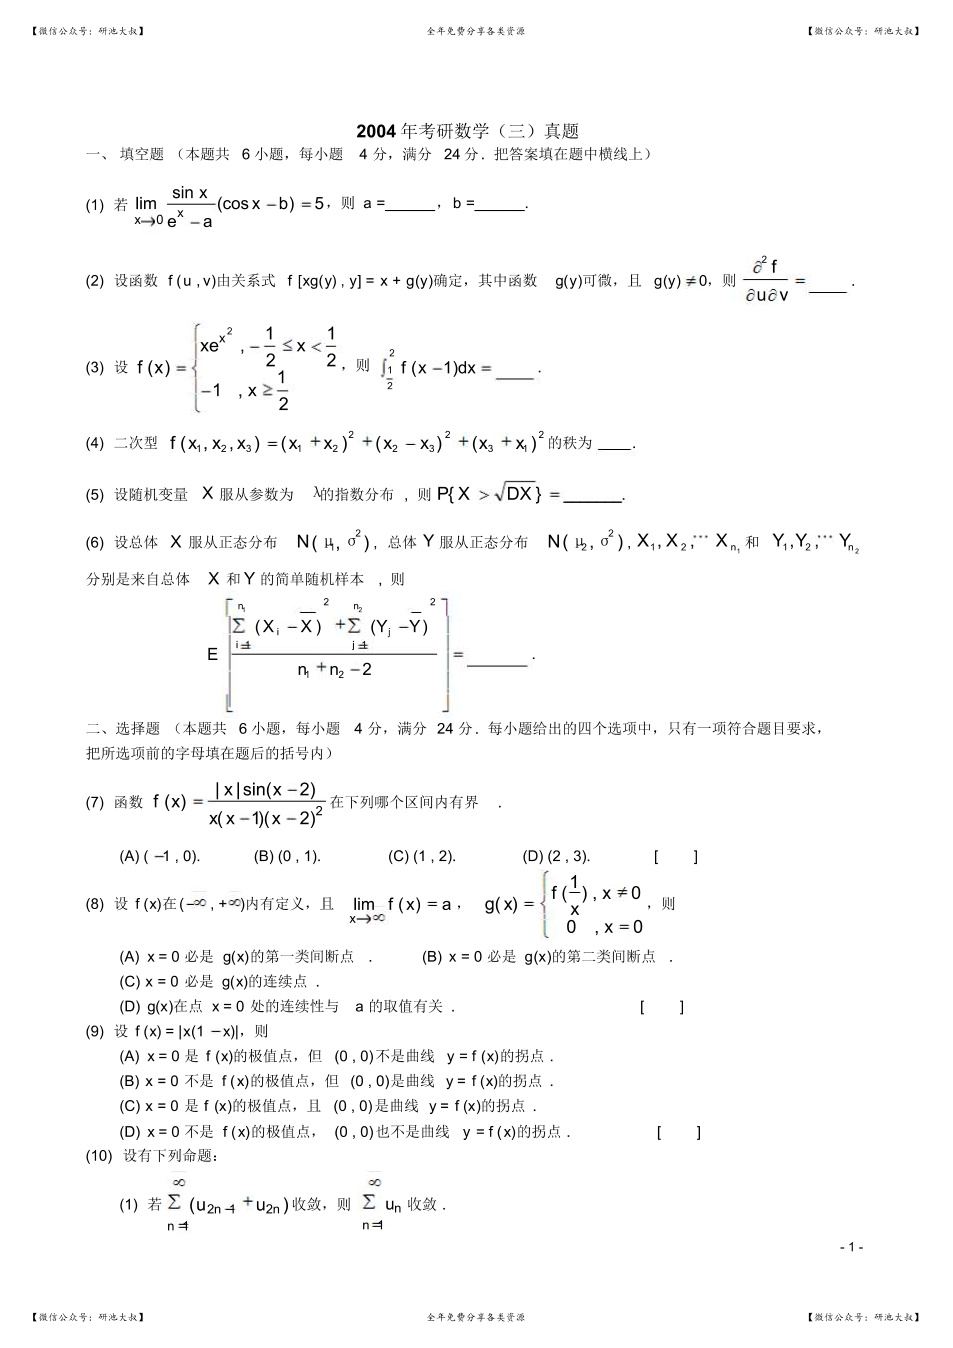 【微信公众号：研池大叔】 全年免费分享各类资源 【微信公众号：研池大叔】
2004 年考研数学（三）真题
一、 填空题 （本题共 6 小题，每小题 4 分，满分 24 分. 把答案填在题中横线上）
(1) 若 lim_{x→0} \frac{sin x}{e^x − a} (cos x − b) = 5，则 a =______，b =______.
(2) 设函数 f (u , v)由关系式 f [xg(y) , y] = x + g(y)确定，其中函数 g(y)可微，且 g(y) ≠ 0，则 \frac{∂^2 f}{∂u∂v} = ____ .
(3) 设 f (x) = { xe^{x^2} , −\frac{1}{2} ≤ x < \frac{1}{2} ; −1 , x ≥ \frac{1}{2}，则 ∫_{\frac{1}{2}}^{2} f (x −1)dx = ____ .
(4) 二次型 f (x₁, x₂, x₃) = (x₁ + x₂)² + (x₂ − x₃)² + (x₃ + x₁)² 的秩为 ____.
(5) 设随机变量 X 服从参数为 λ的指数分布 , 则 P{ X > √DX } = _______.
(6) 设总体 X 服从正态分布 N( μ₁, σ²) , 总体 Y 服从正态分布 N( μ₂, σ²) , X₁, X₂,⋯ X_{n₁} 和 Y₁,Y₂,⋯ Y_{n₂}
分别是来自总体 X 和 Y 的简单随机样本 , 则
E [ \frac{∑_{i=1}^{n₁} (X_i − \overline{X})² + ∑_{j=1}^{n₂} (Y_j − \overline{Y})²}{n₁ + n₂ − 2} ] = _______ .
二、选择题 （本题共 6 小题，每小题 4 分，满分 24 分. 每小题给出的四个选项中，只有一项符合题目要求，
把所选项前的字母填在题后的括号内）
(7) 函数 f (x) = \frac{| x | sin( x − 2)}{x( x − 1)( x − 2)²} 在下列哪个区间内有界 .
(A) ( −1 , 0). (B) (0 , 1). (C) (1 , 2). (D) (2 , 3). [ ]
(8) 设 f (x)在 (−∞ , +∞)内有定义，且 lim_{x→∞} f (x) = a ， g( x) = { f (\frac{1}{x}) , x ≠ 0 ; 0 , x = 0 ，则
(A) x = 0 必是 g(x)的第一类间断点 . (B) x = 0 必是 g(x)的第二类间断点 .
(C) x = 0 必是 g(x)的连续点 .
(D) g(x)在点 x = 0 处的连续性与 a 的取值有关 . [ ]
(9) 设 f (x) = |x(1 − x)|，则
(A) x = 0 是 f (x)的极值点，但 (0 , 0)不是曲线 y = f (x)的拐点 .
(B) x = 0 不是 f (x)的极值点，但 (0 , 0)是曲线 y = f (x)的拐点 .
(C) x = 0 是 f (x)的极值点，且 (0 , 0)是曲线 y = f (x)的拐点 .
(D) x = 0 不是 f (x)的极值点， (0 , 0)也不是曲线 y = f (x)的拐点 . [ ]
(10) 设有下列命题：
(1) 若 ∑_{n=1}^{∞} (u_{2n−1} + u_{2n}) 收敛，则 ∑_{n=1}^{∞} u_n 收敛 .
- 1 -
【微信公众号：研池大叔】 全年免费分享各类资源 【微信公众号：研池大叔】